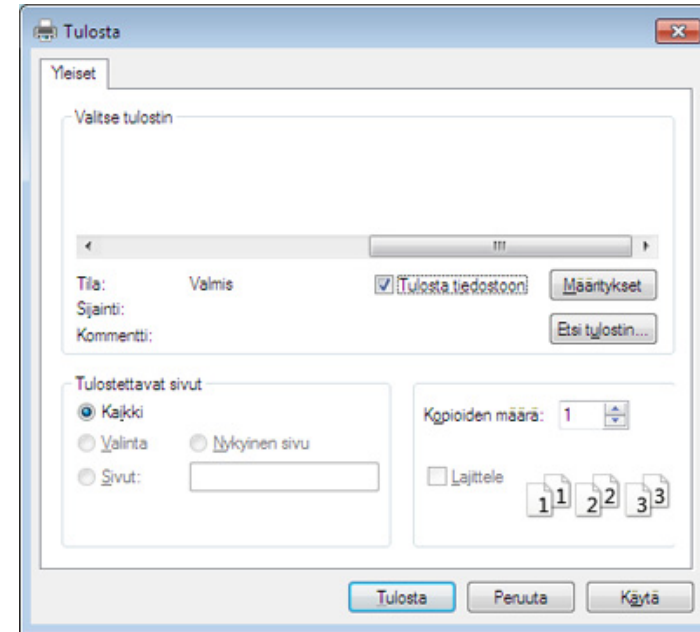 Tulosta
Yleiset
Valitse tulostin
Tila: Valmis
Tulosta tiedostoon
Määritykset
Sijainti:
Kommentti:
Etsi tulostin...
Tulostettavat sivut
Kaikki
Valinta
Nykyinen sivu
Sivut:
Kopioiden määrä: 1
Lajittele
1 1 2 2 3 3
Tulosta
Peruuta
Käytä